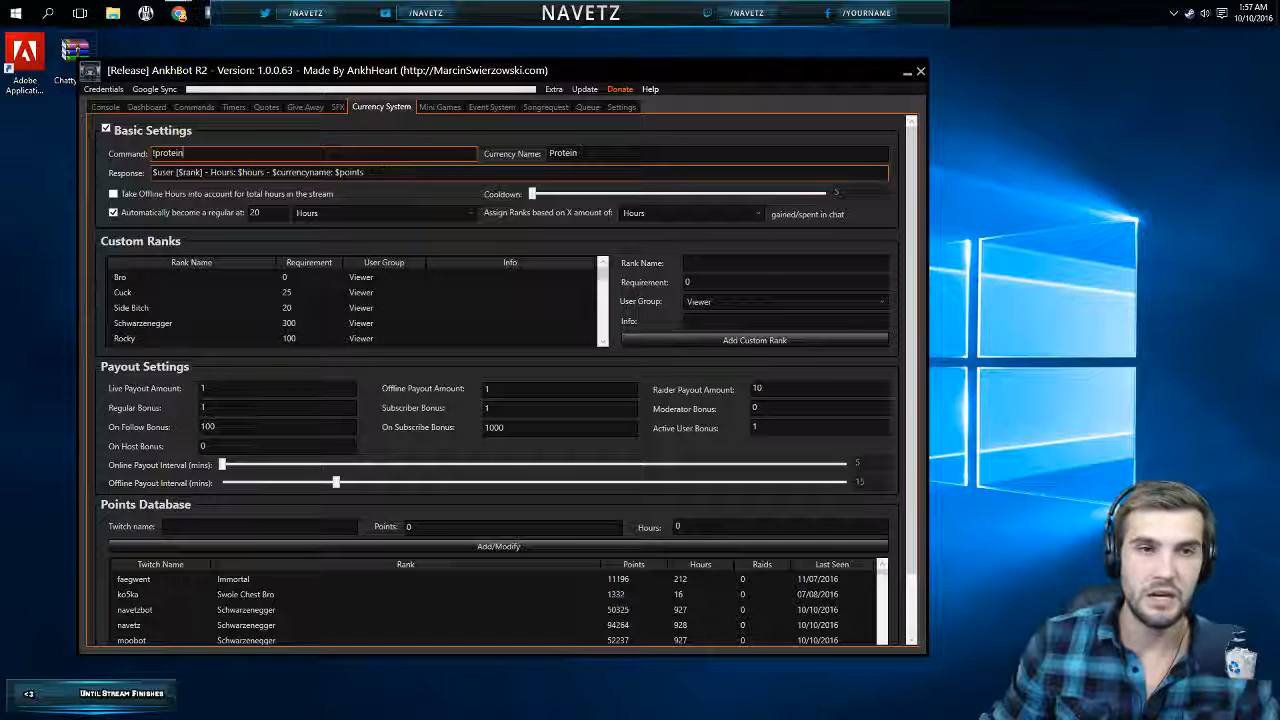 /NAVETZ
/NAVETZ
NAVETZ
/NAVETZ
/YOURNAME
1:57 AM
10/10/2016
Adobe
Applicati...
Chatty
[Release] AnkhBot R2 - Version: 1.0.0.63 - Made By AnkhHeart (http://MarcinSwierzowski.com)
Credentials
Google Sync
Extra
Update
Donate
Help
Console
Dashboard
Commands
Timers
Quotes
Give Away
SFX
Currency System
Mini Games
Event System
Songrequest
Queue
Settings
Basic Settings
Command: !protein
Currency Name: Protein
Response: $user [$rank] - Hours: $hours - $currencyname: $points
Take Offline Hours into account for total hours in the stream
Cooldown: 5
Automatically become a regular at: 20 Hours
Assign Ranks based on X amount of: Hours gained/spent in chat
Custom Ranks
Rank Name Requirement User Group Info
Bro 0 Viewer
Cuck 25 Viewer
Side Bitch 20 Viewer
Schwarzenegger 300 Viewer
Rocky 100 Viewer
Rank Name:
Requirement: 0
User Group: Viewer
Info:
Add Custom Rank
Payout Settings
Live Payout Amount: 1
Offline Payout Amount: 1
Raider Payout Amount: 10
Regular Bonus: 1
Subscriber Bonus: 1
Moderator Bonus: 0
On Follow Bonus: 100
On Subscribe Bonus: 1000
Active User Bonus: 1
On Host Bonus: 0
Online Payout Interval (mins): 5
Offline Payout Interval (mins): 15
Points Database
Twitch name:
Points: 0
Hours: 0
Add/Modify
Twitch Name Rank Points Hours Raids Last Seen
faegwent Immortal 11196 212 0 11/07/2016
ko5ka Swole Chest Bro 1332 16 0 07/08/2016
navetzbot Schwarzenegger 50325 927 0 10/10/2016
navetz Schwarzenegger 94264 928 0 10/10/2016
moobot Schwarzenegger 52237 927 0 10/10/2016
<3 Until Stream Finishes